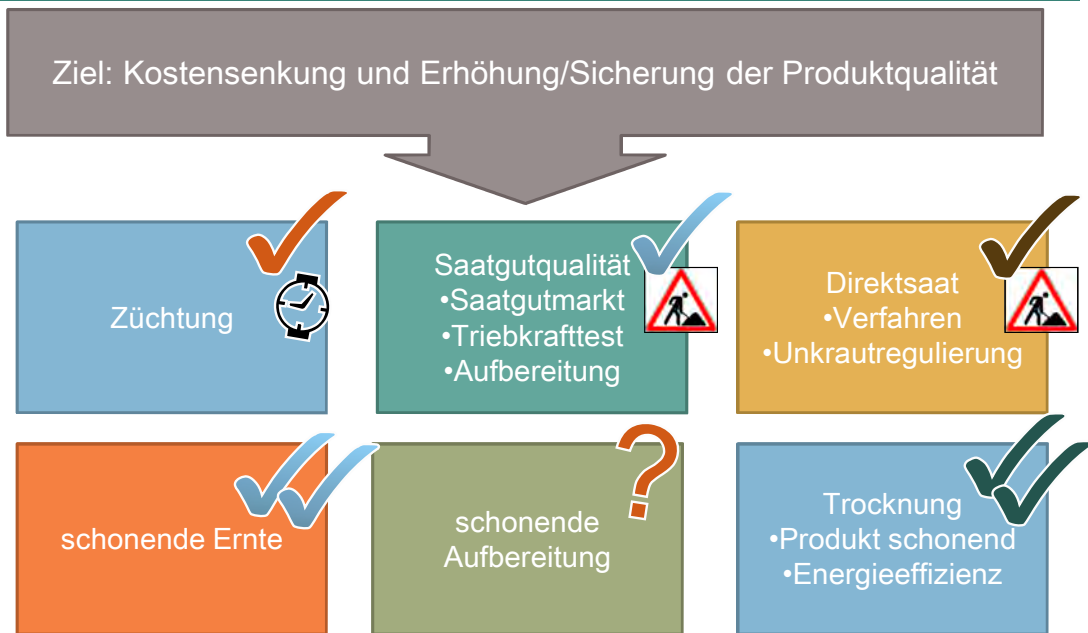 Ziel: Kostensenkung und Erhöhung/Sicherung der Produktqualität
Züchtung
Saatgutqualität
•Saatgutmarkt
•Triebkrafttest
•Aufbereitung
Direktsaat
•Verfahren
•Unkrautregulierung
schonende Ernte
schonende
Aufbereitung
?
Trocknung
•Produkt schonend
•Energieeffizienz